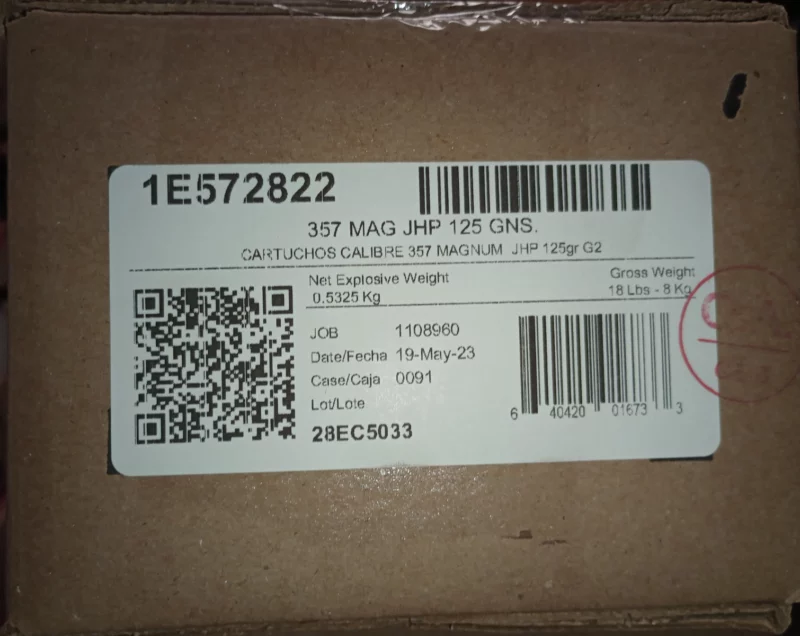 1E572822
357 MAG JHP 125 GNS.
CARTUCHOS CALIBRE 357 MAGNUM JHP 125gr G2
Net Explosive Weight
0.5325 Kg
Gross Weight
18 Lbs - 8 Kg
JOB 1108960
Date/Fecha 19-May-23
Case/Caja 0091
Lot/Lote
28EC5033
6 40420 01673 3